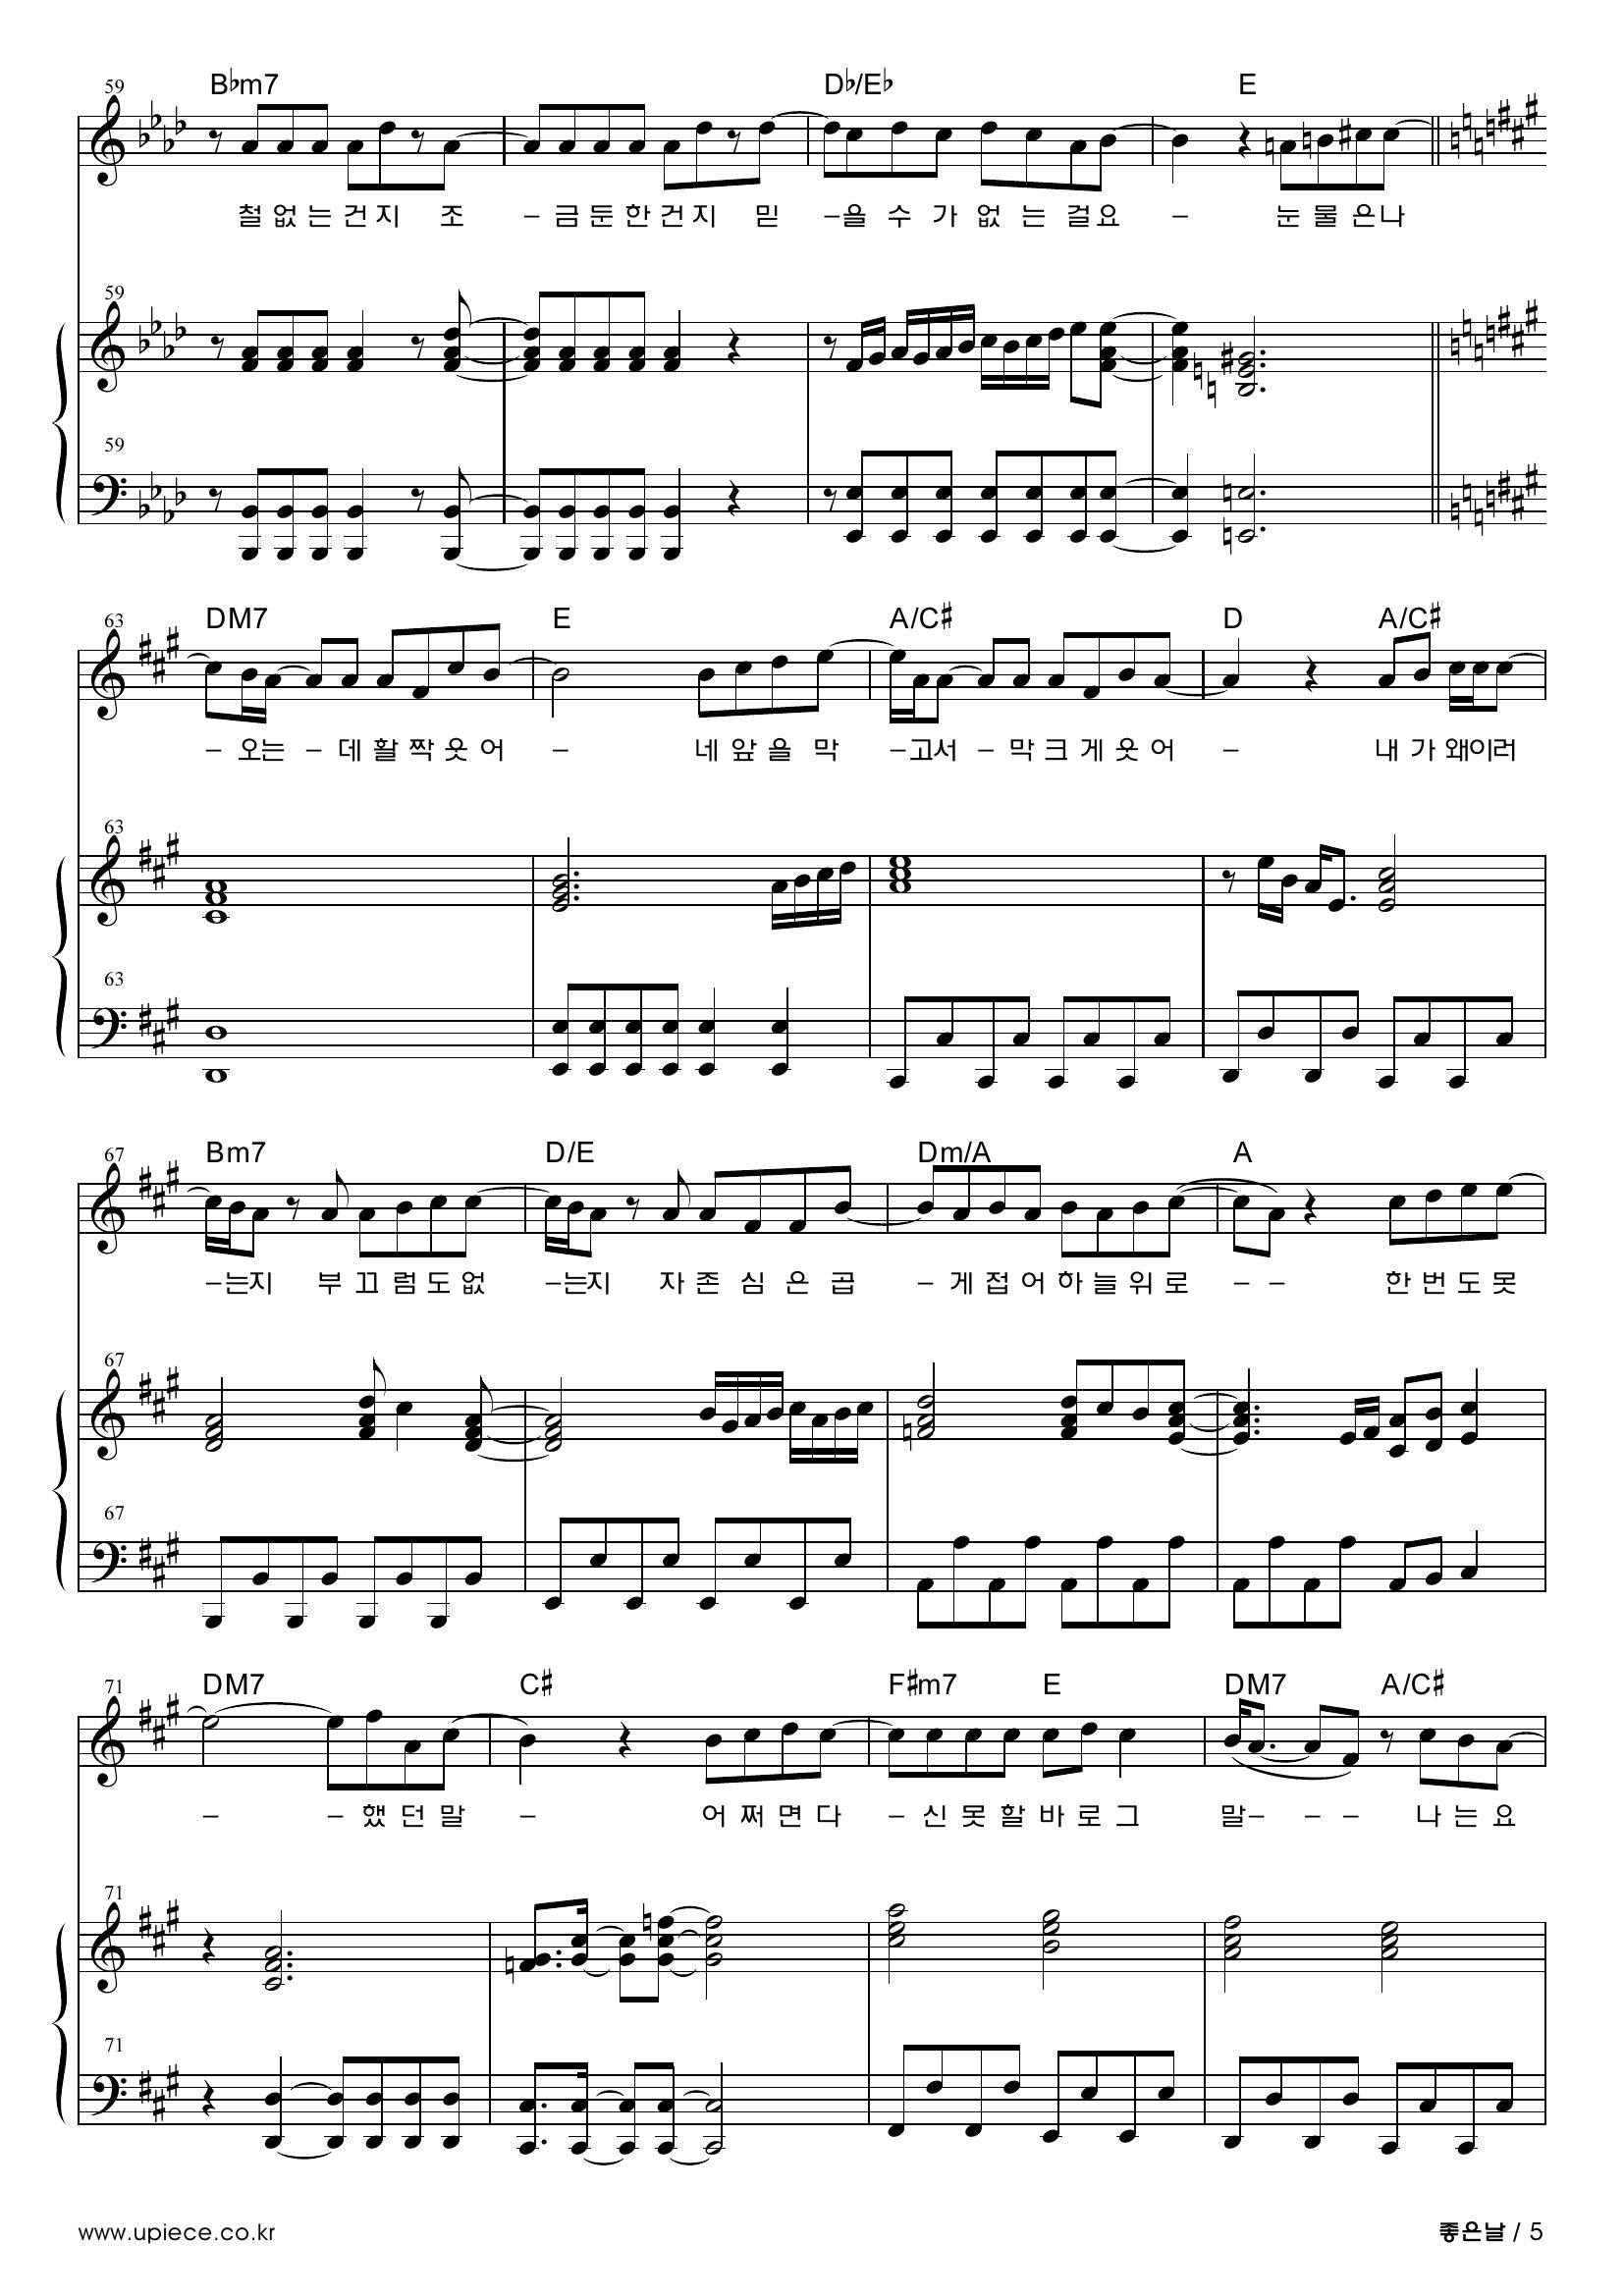 59 B♭m7 D♭/E♭ E
철 없 는 건 지 조 – 금 둔 한 건 지 믿 – 을 수 가 없 는 걸 요 – 눈 물 은 나
59
59
63 DM7 E A/C# D A/C#
– 오는 – 데 활 짝 웃 어 – 네 앞 을 막 – 고서 – 막 크 게 웃 어 – 내 가 왜이러
63
63
67 Bm7 D/E Dm/A A
–는지 부 끄 럼 도 없 –는지 자 존 심 은 곱 – 게 접 어 하 늘 위 로 – – 한 번 도 못
67
67
71 DM7 C# F#m7 E DM7 A/C#
– – 했 던 말 – 어 쩌 면 다 – 신 못 할 바 로 그 말– – – 나 는 요
71
71
www.upiece.co.kr 좋은날 / 5